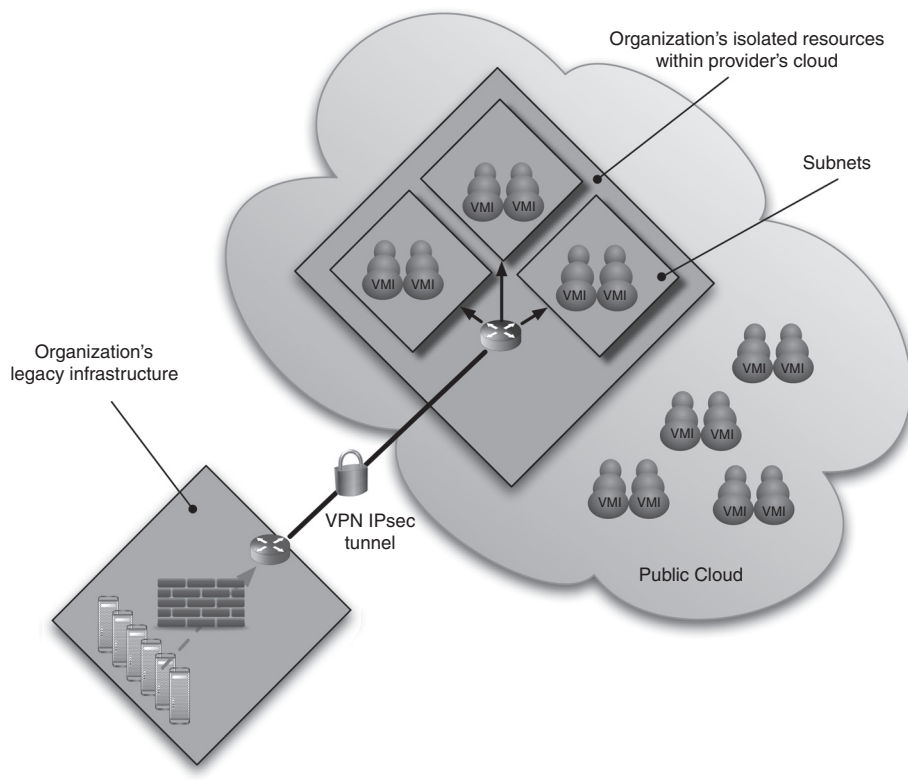 Organization's isolated resources
within provider's cloud
Subnets
VMI VMI
VMI VMI
VMI VMI
Organization's
legacy infrastructure
VMI VMI
VMI VMI
VMI VMI
VMI VMI
VPN IPsec
tunnel
Public Cloud